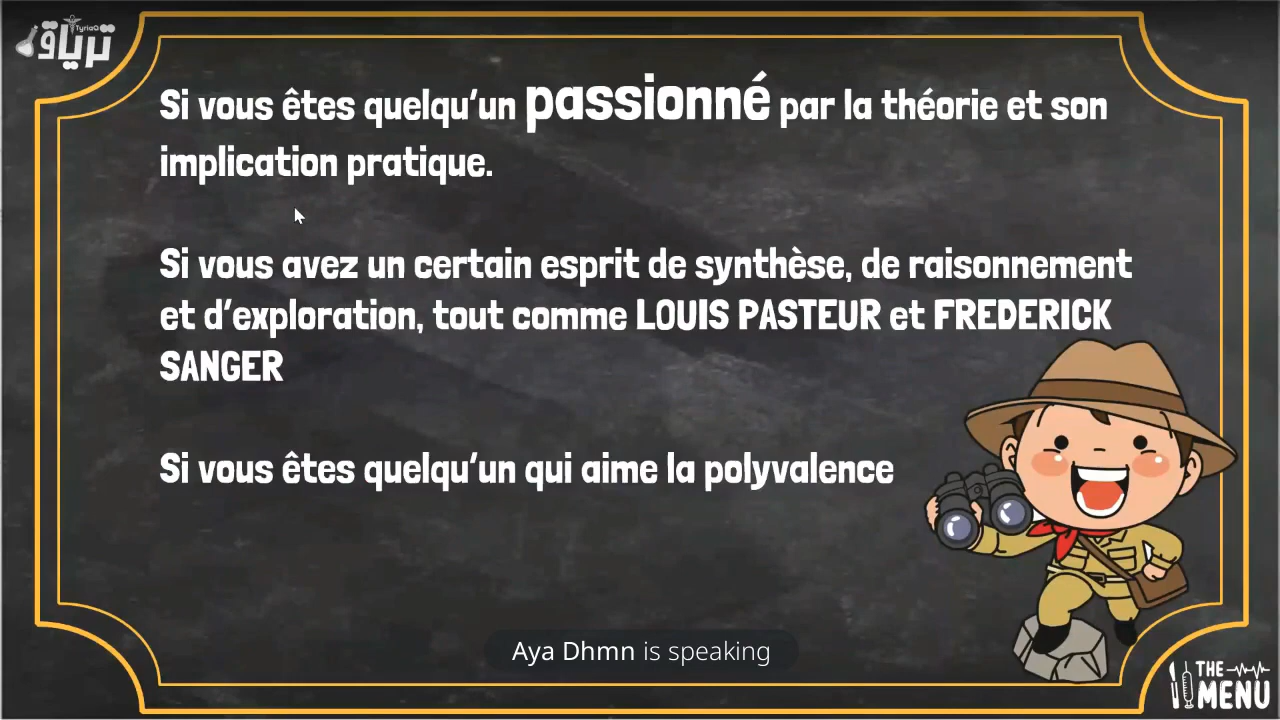 TyriaQ
ترياق
Si vous êtes quelqu'un passionné par la théorie et son
implication pratique.
Si vous avez un certain esprit de synthèse, de raisonnement
et d'exploration, tout comme LOUIS PASTEUR et FREDERICK
SANGER
Si vous êtes quelqu'un qui aime la polyvalence
Aya Dhmn is speaking
THE
MENU